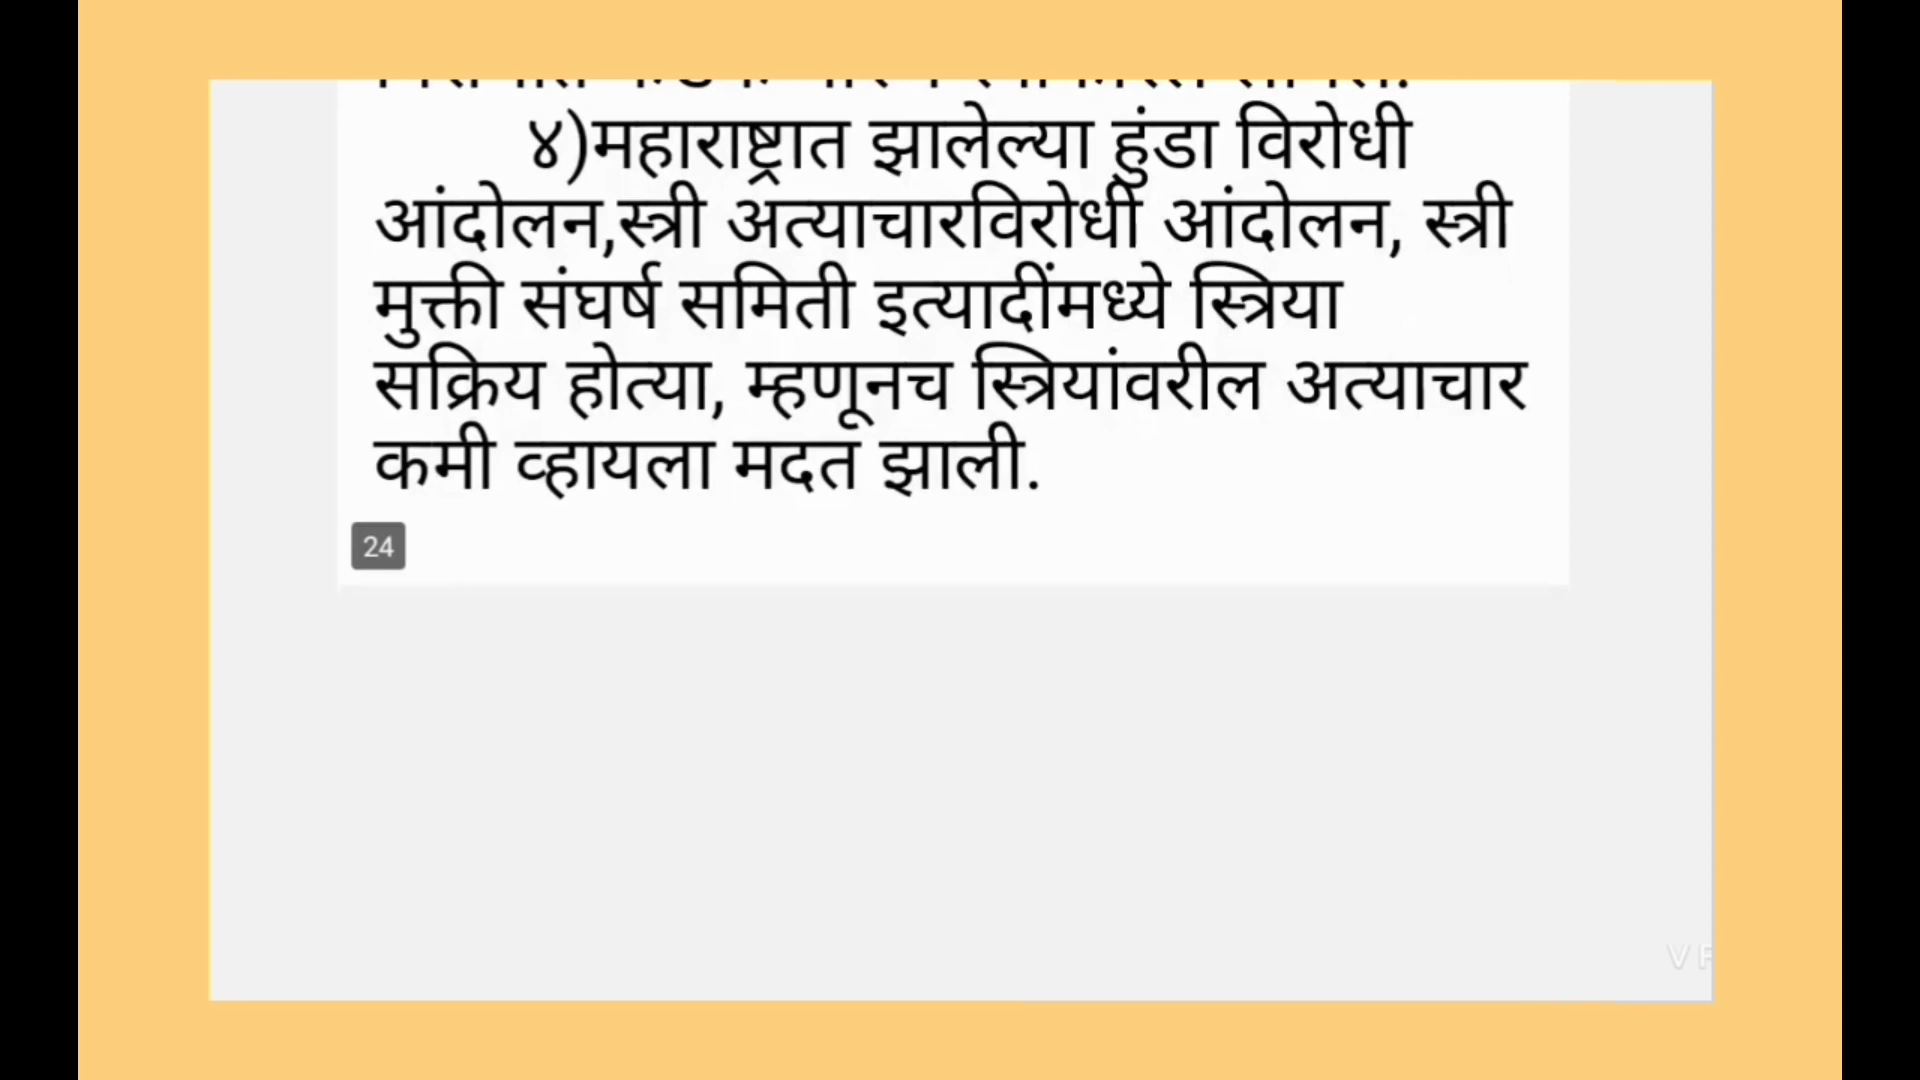 ४)महाराष्ट्रात झालेल्या हुंडा विरोधी
आंदोलन,स्त्री अत्याचारविरोधी आंदोलन, स्त्री
मुक्ती संघर्ष समिती इत्यादींमध्ये स्त्रिया
सक्रिय होत्या, म्हणूनच स्त्रियांवरील अत्याचार
कमी व्हायला मदत झाली.
24